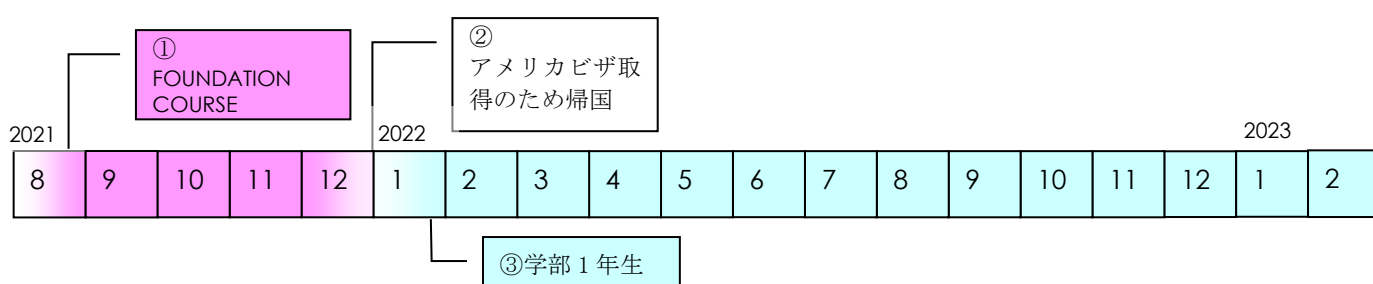 ①
FOUNDATION
COURSE
②
アメリカビザ取
得のため帰国
2021
2022
2023
8 9 10 11 12 1 2 3 4 5 6 7 8 9 10 11 12 1 2
③学部1年生